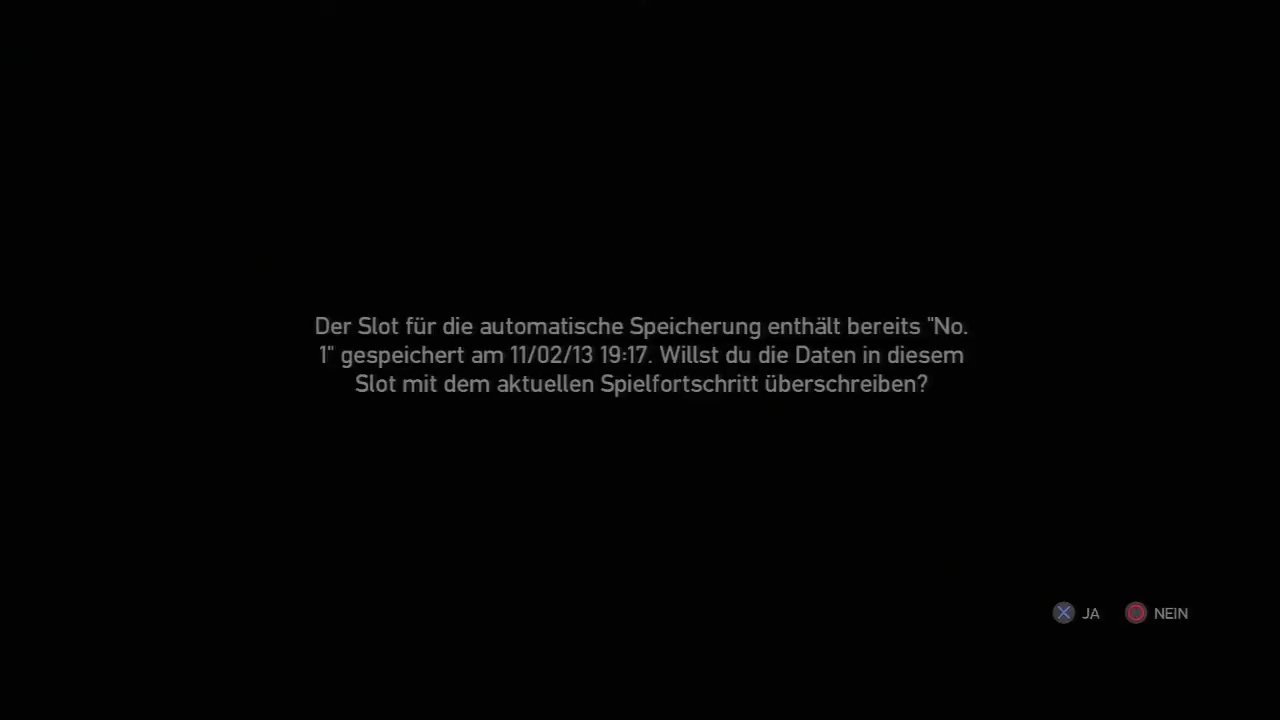 Der Slot für die automatische Speicherung enthält bereits "No.
1" gespeichert am 11/02/13 19:17. Willst du die Daten in diesem
Slot mit dem aktuellen Spielfortschritt überschreiben?
JA NEIN